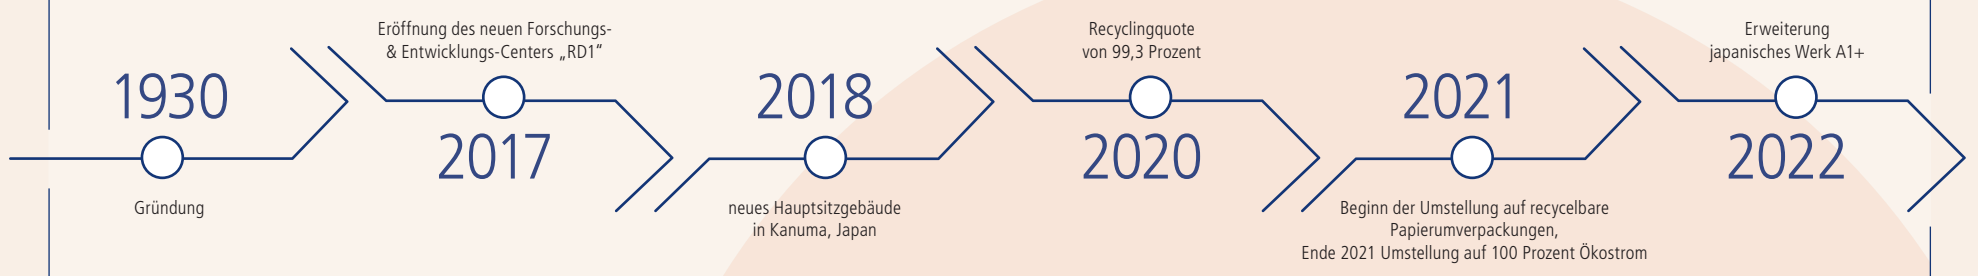 1930
Gründung
Eröffnung des neuen Forschungs-
& Entwicklungs-Centers „RD1“
2017
2018
neues Hauptsitzgebäude
in Kanuma, Japan
Recyclingquote
von 99,3 Prozent
2020
2021
Beginn der Umstellung auf recycelbare
Papierumverpackungen,
Ende 2021 Umstellung auf 100 Prozent Ökostrom
Erweiterung
japanisches Werk A1+
2022